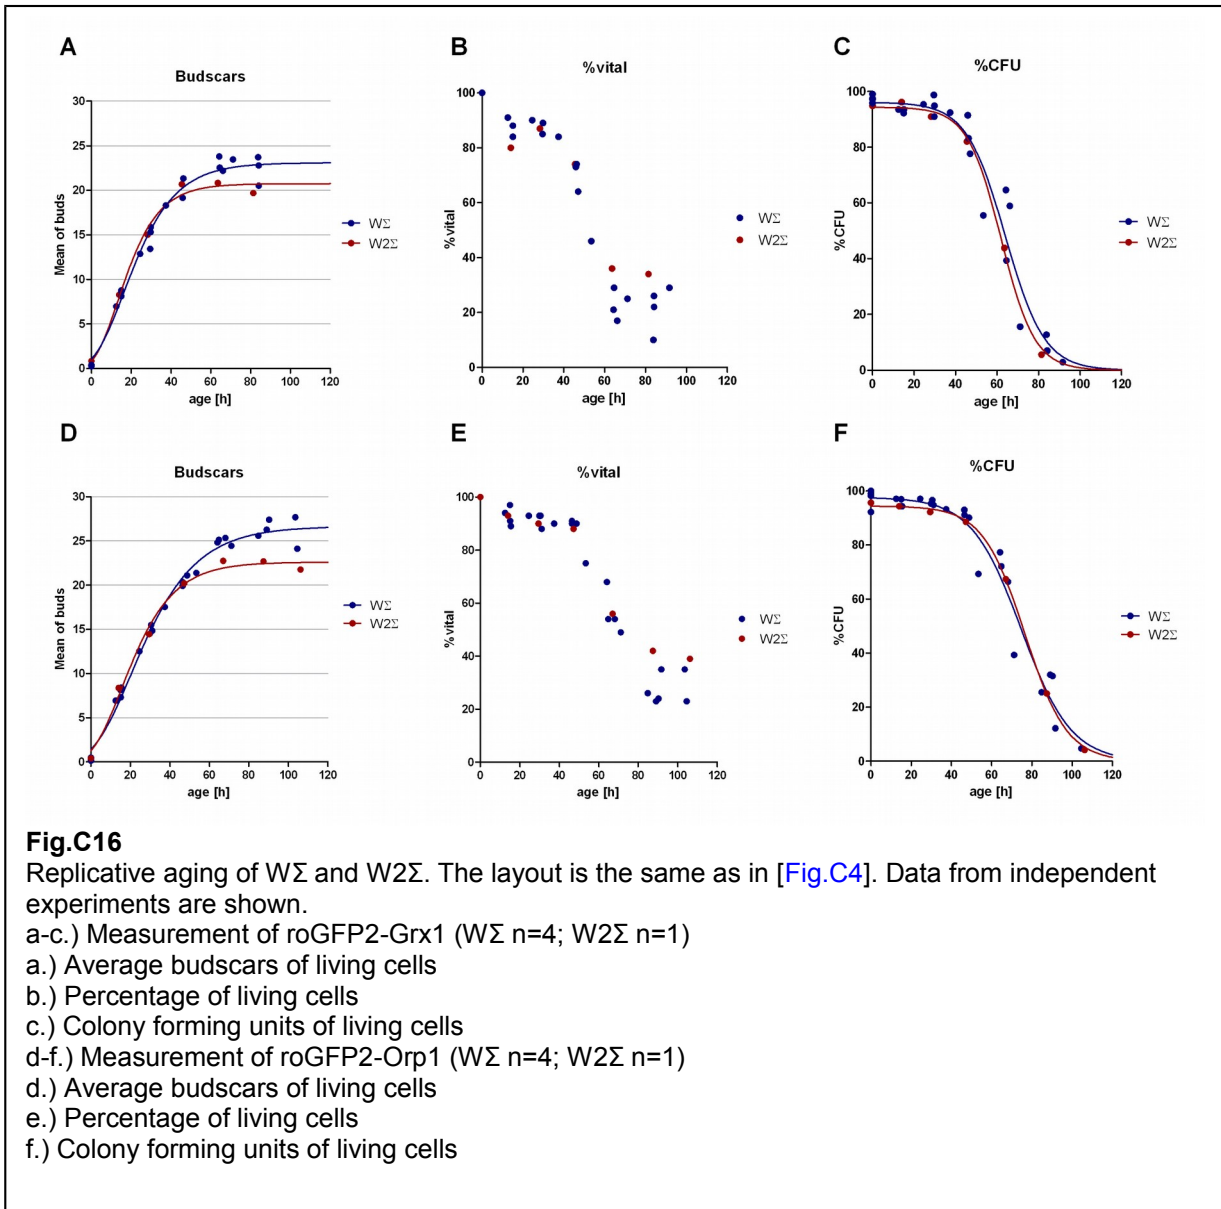 A
Budscars
30
25
20
15
10
5
0
Mean of buds
0 20 40 60 80 100 120
age [h]
WΣ
W2Σ
B
%vital
100
80
60
40
20
0
%vital
0 20 40 60 80 100 120
age [h]
WΣ
W2Σ
C
%CFU
100
80
60
40
20
0
%CFU
0 20 40 60 80 100 120
age [h]
WΣ
W2Σ
D
Budscars
30
25
20
15
10
5
0
Mean of buds
0 20 40 60 80 100 120
age [h]
WΣ
W2Σ
E
%vital
100
80
60
40
20
0
%vital
0 20 40 60 80 100 120
age [h]
WΣ
W2Σ
F
%CFU
100
80
60
40
20
0
%CFU
0 20 40 60 80 100 120
age [h]
WΣ
W2Σ
Fig.C16
Replicative aging of WΣ and W2Σ. The layout is the same as in [Fig.C4]. Data from independent
experiments are shown.
a-c.) Measurement of roGFP2-Grx1 (WΣ n=4; W2Σ n=1)
a.) Average budscars of living cells
b.) Percentage of living cells
c.) Colony forming units of living cells
d-f.) Measurement of roGFP2-Orp1 (WΣ n=4; W2Σ n=1)
d.) Average budscars of living cells
e.) Percentage of living cells
f.) Colony forming units of living cells